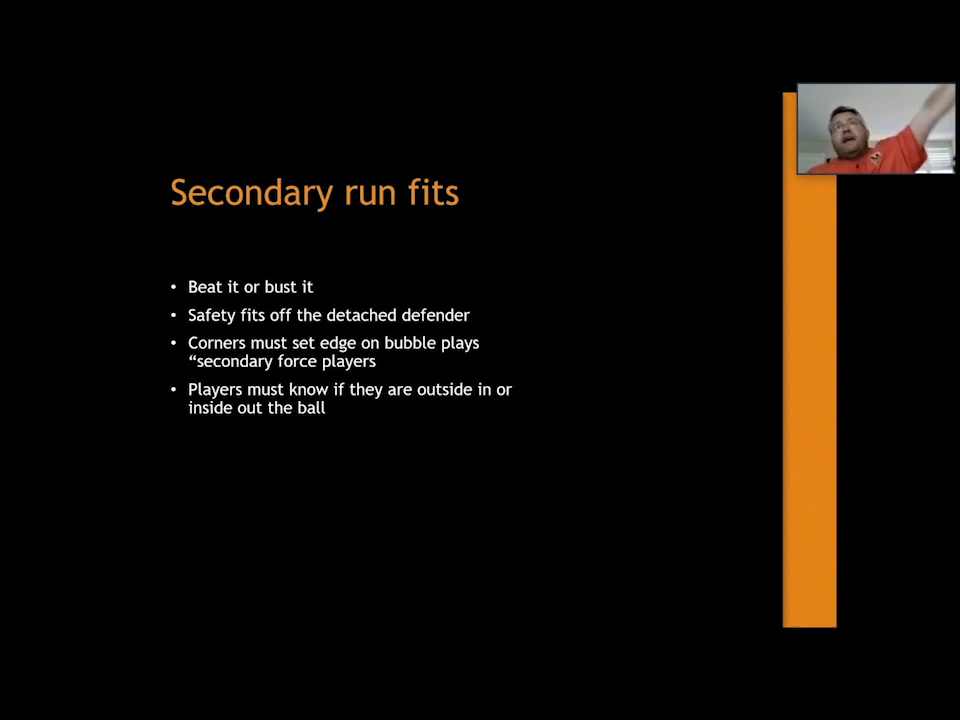 Secondary run fits
• Beat it or bust it
• Safety fits off the detached defender
• Corners must set edge on bubble plays
“secondary force players
• Players must know if they are outside in or
inside out the ball